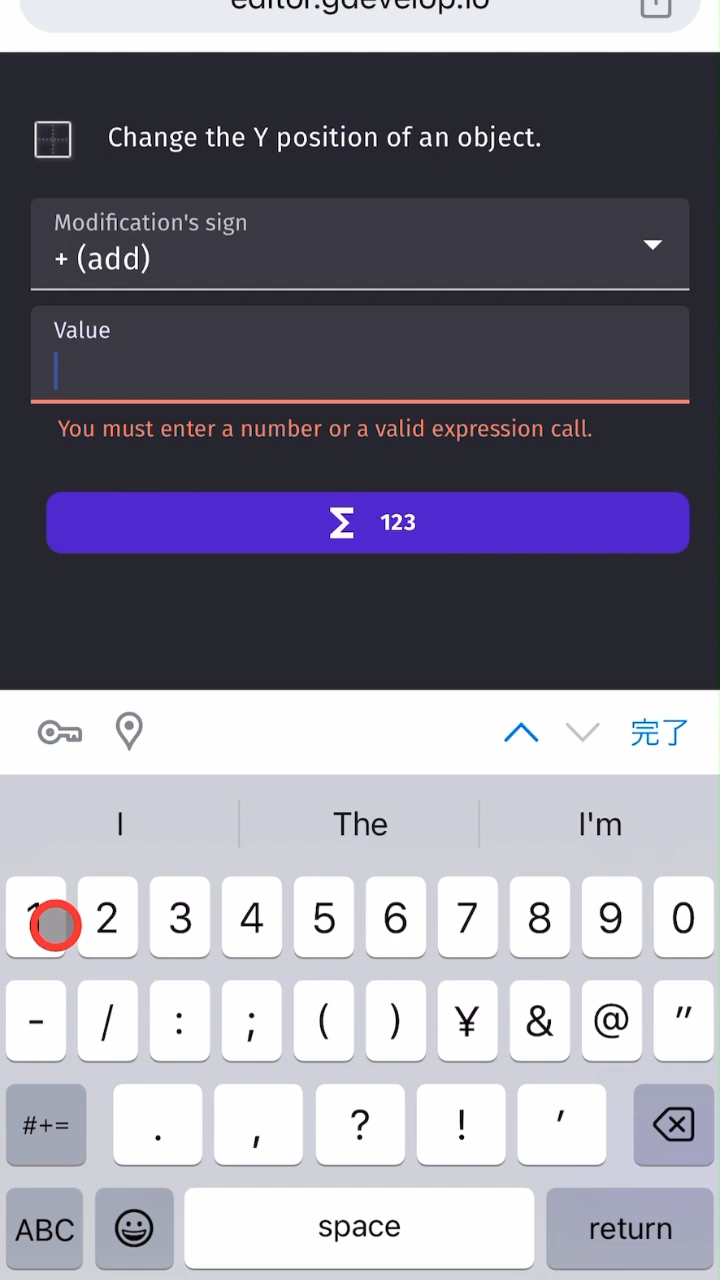 editor.gdevelop.io
Change the Y position of an object.
Modification's sign
+ (add)
Value
You must enter a number or a valid expression call.
Σ 123
完了
I The I'm
1 2 3 4 5 6 7 8 9 0
- / : ; ( ) ¥ & @ "
#+= . , ? ! '
ABC space return